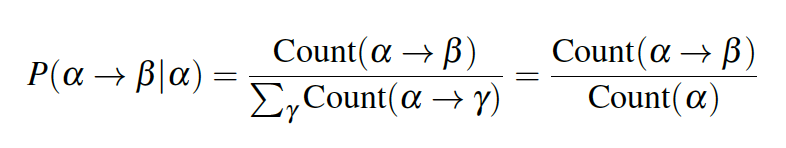 P(α → β|α) = Count(α → β) / ∑γ Count(α → γ) = Count(α → β) / Count(α)